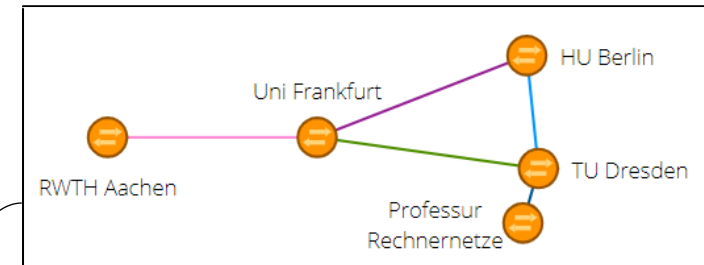 HU Berlin
Uni Frankfurt
TU Dresden
RWTH Aachen
Professur
Rechnernetze